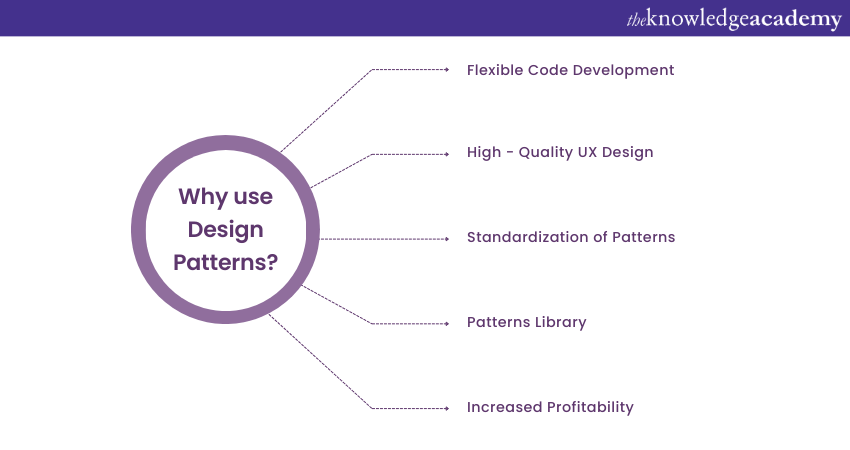 theknowledgeacademy
Flexible Code Development
High - Quality UX Design
Why use
Design
Patterns?
Standardization of Patterns
Patterns Library
Increased Profitability